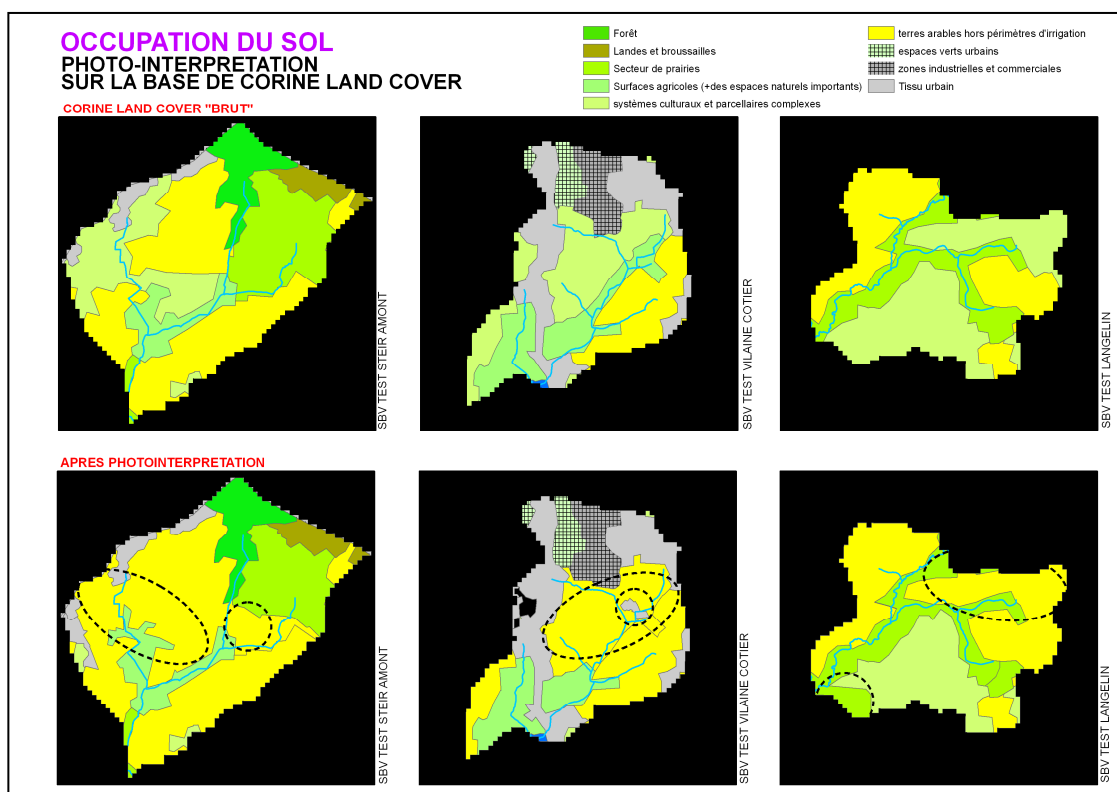 OCCUPATION DU SOL
PHOTO-INTERPRETATION
SUR LA BASE DE CORINE LAND COVER
Forêt
Landes et broussailles
Secteur de prairies
Surfaces agricoles (+des espaces naturels importants)
systèmes culturaux et parcellaires complexes
terres arables hors périmètres d'irrigation
espaces verts urbains
zones industrielles et commerciales
Tissu urbain
CORINE LAND COVER "BRUT"
SBV TEST STEIR AMONT
SBV TEST VILAINE COTIER
SBV TEST LANGELIN
APRES PHOTOINTERPRETATION
SBV TEST STEIR AMONT
SBV TEST VILAINE COTIER
SBV TEST LANGELIN